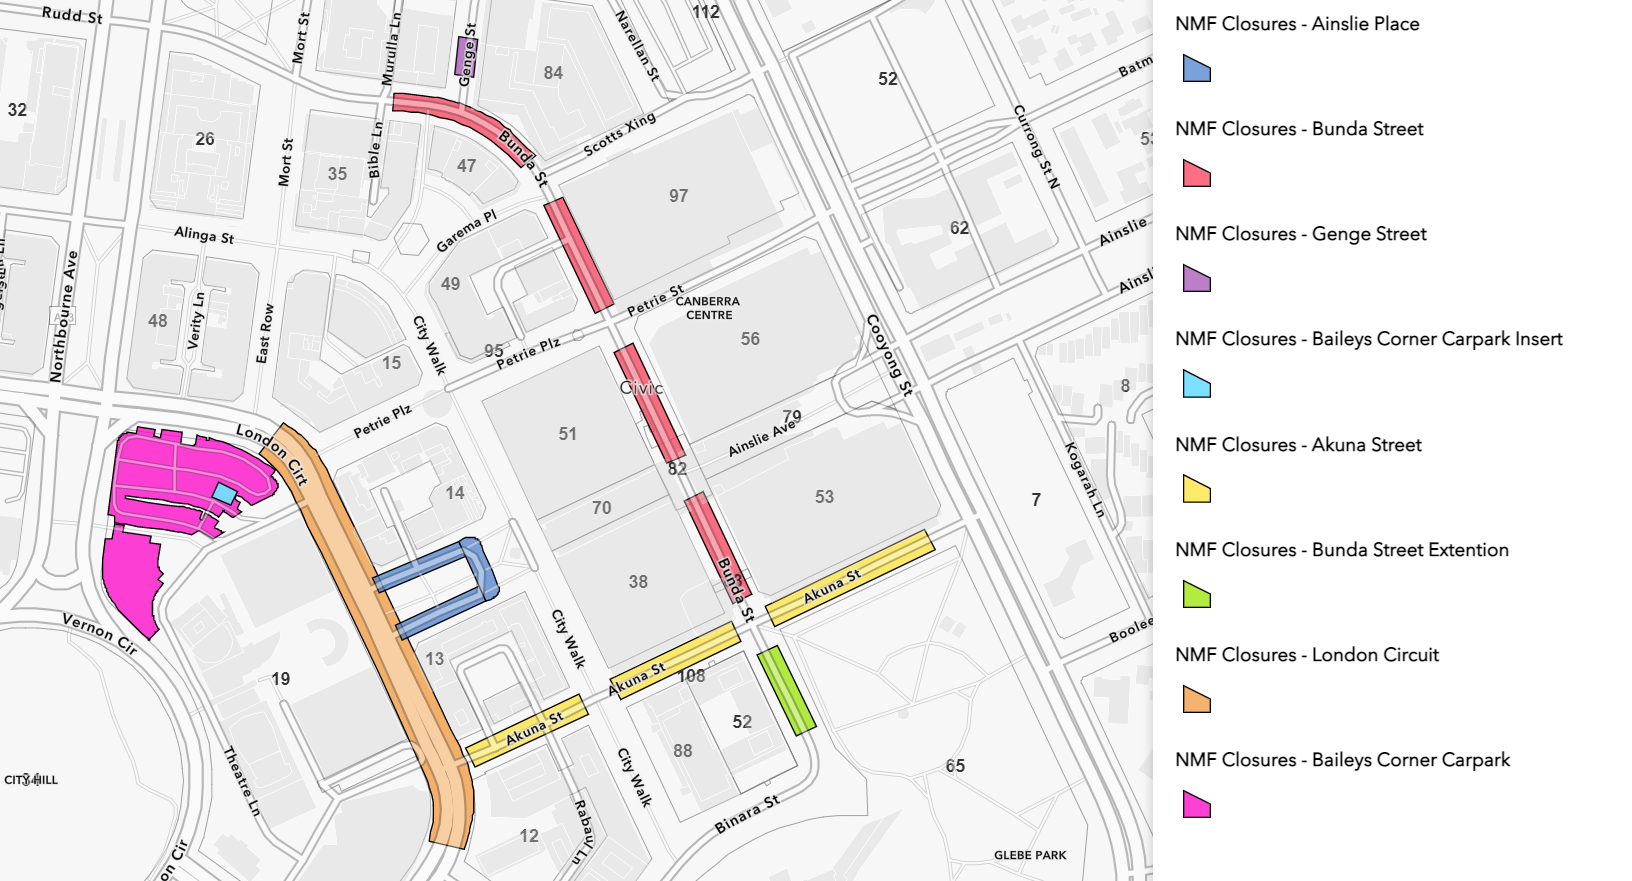 Rudd St
Mort St
Murulla Ln
Genge St
Narellan St
112
84
52
Batm
32
26
Mort St
35
Bible Ln
47
Bunda St
Scotts Xing
Currong St N
53
97
62
Ainslie
Alinga St
Garema Pl
49
Northbourne Ave
48
Verity Ln
East Row
City Walk
15
95
Petrie Plz
Petrie St
CANBERRA
CENTRE
56
Cooyong St
Ainsl
Civic
8
Petrie Plz
London Cirt
51
79
Ainslie Ave
82
14
70
53
7
Kogarah Ln
38
Bunda St
Akuna St
Vernon Cir
City Walk
13
19
Akuna St
108
Boolee
Akuna St
52
88
65
CITY HILL
Theatre Ln
City Walk
Rabaul Ln
12
Binara St
on Cir
GLEBE PARK
NMF Closures - Ainslie Place
NMF Closures - Bunda Street
NMF Closures - Genge Street
NMF Closures - Baileys Corner Carpark Insert
NMF Closures - Akuna Street
NMF Closures - Bunda Street Extention
NMF Closures - London Circuit
NMF Closures - Baileys Corner Carpark